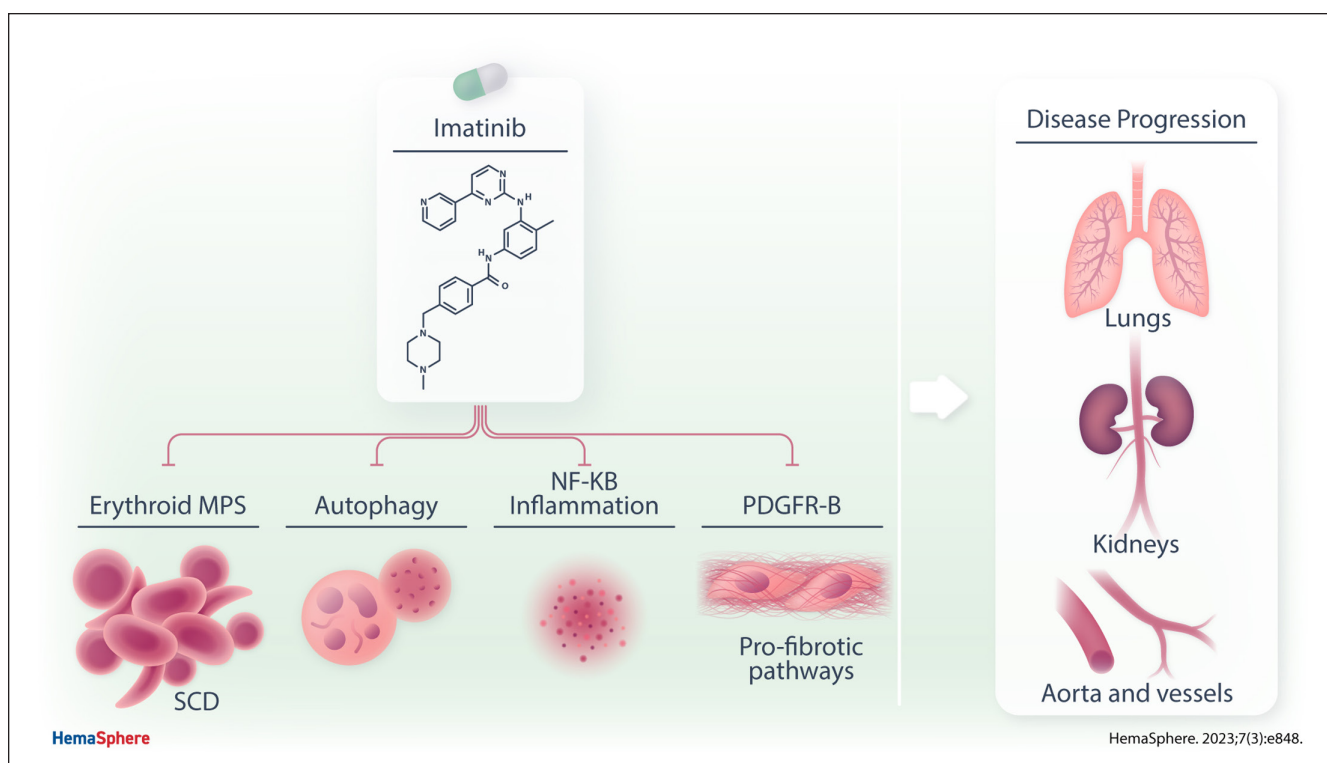 Imatinib
N
N
N
N
H
H
N
O
N
N
Disease Progression
Lungs
Kidneys
Aorta and vessels
Erythroid MPS
SCD
Autophagy
NF-KB
Inflammation
PDGFR-B
Pro-fibrotic
pathways
HemaSphere
HemaSphere. 2023;7(3):e848.